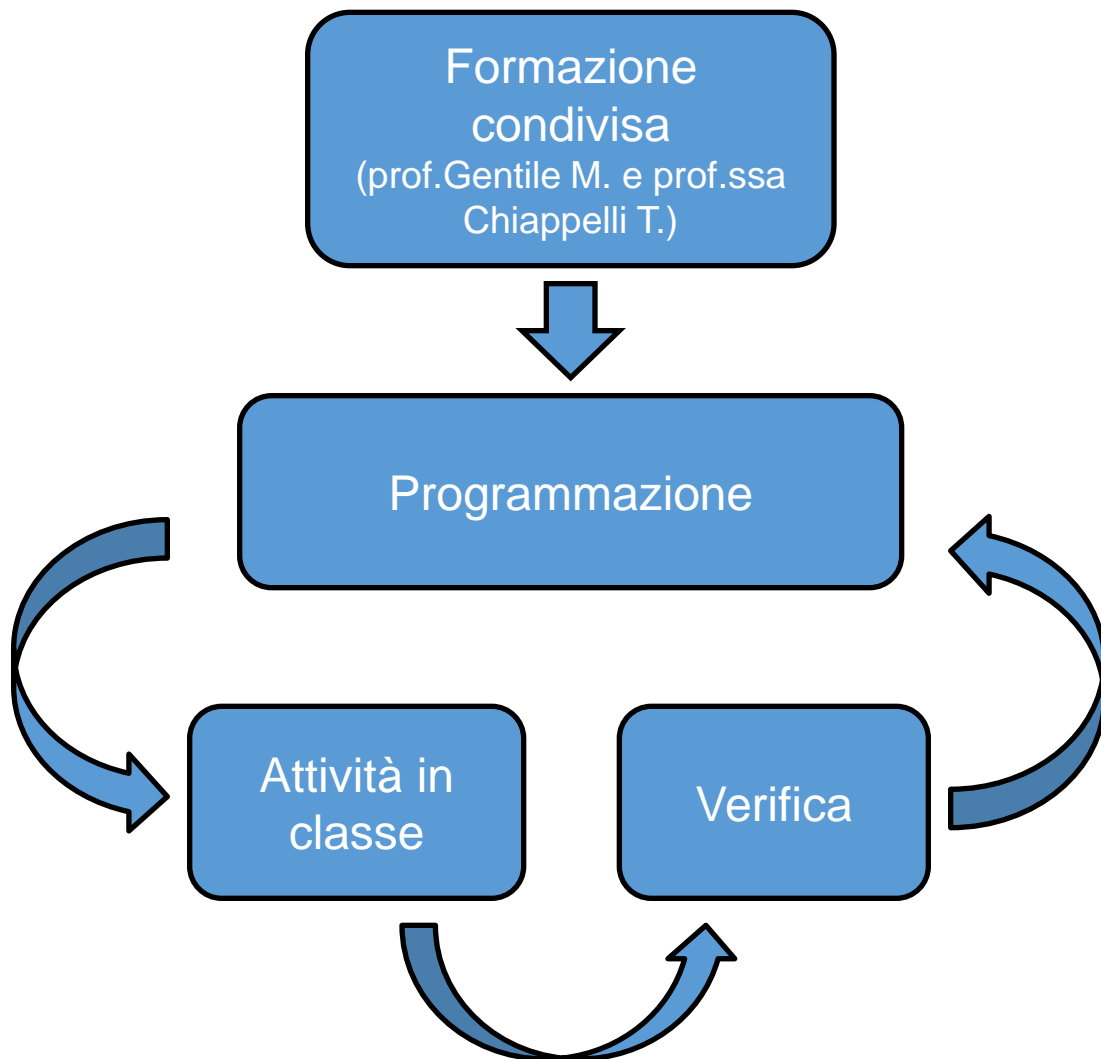 Formazione
condivisa
(prof.Gentile M. e prof.ssa
Chiappelli T.)
Programmazione
Attività in
classe
Verifica